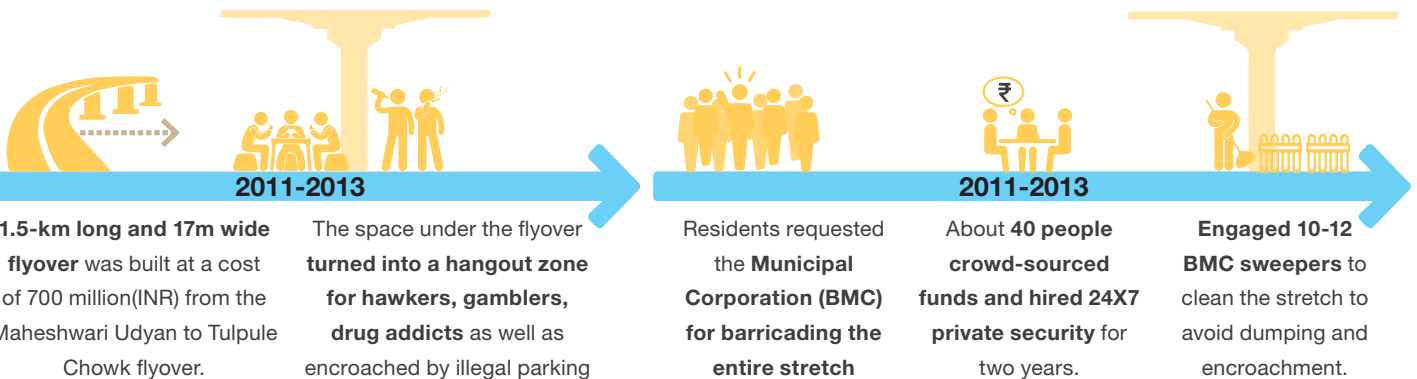 ₹
2011-2013
1.5-km long and 17m wide
flyover was built at a cost
of 700 million(INR) from the
Maheshwari Udyan to Tulpule
Chowk flyover.
The space under the flyover
turned into a hangout zone
for hawkers, gamblers,
drug addicts as well as
encroached by illegal parking
2011-2013
Residents requested
the Municipal
Corporation (BMC)
for barricading the
entire stretch
About 40 people
crowd-sourced
funds and hired 24X7
private security for
two years.
Engaged 10-12
BMC sweepers to
clean the stretch to
avoid dumping and
encroachment.